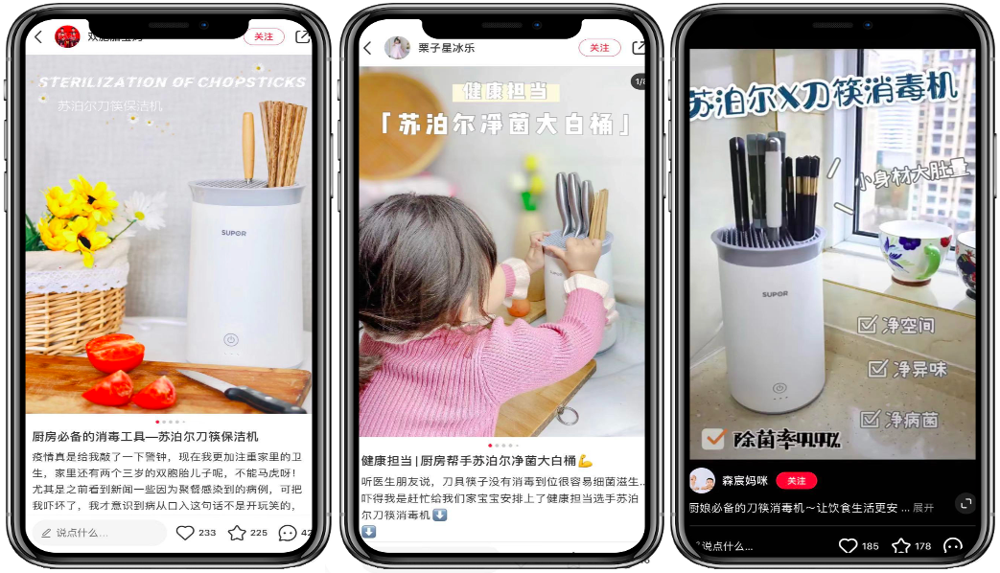 关注
STERILIZATION OF CHOPSTICKS
苏泊尔刀筷保洁机
SUPOR
厨房必备的消毒工具—苏泊尔刀筷保洁机
疫情真是给我敲了一下警钟，现在我更加注重家里的卫
生，家里还有两个三岁的双胞胎儿子呢，不能马虎呀！
尤其是之前看到新闻一些因为聚餐感染到的病例，可把
我吓坏了，我才意识到病从口入这句话不是开玩笑的，
说点什么...
233
225
42
栗子星冰乐
关注
1/8
健康担当
「苏泊尔净菌大白桶」
健康担当|厨房帮手苏泊尔净菌大白桶💪
听医生朋友说，刀具筷子没有消毒到位很容易细菌滋生..
吓得我是赶忙给我们家宝宝安排上了健康担当选手苏泊
尔刀筷消毒机⬇️
⬇️
苏泊尔X刀筷消毒机
小身材大肚量
SUPOR
净空间
净异味
净病菌
除菌率99.99%
森宸妈咪
关注
厨娘必备的刀筷消毒机～让饮食生活更安 ... 展开
说点什么...
185
178